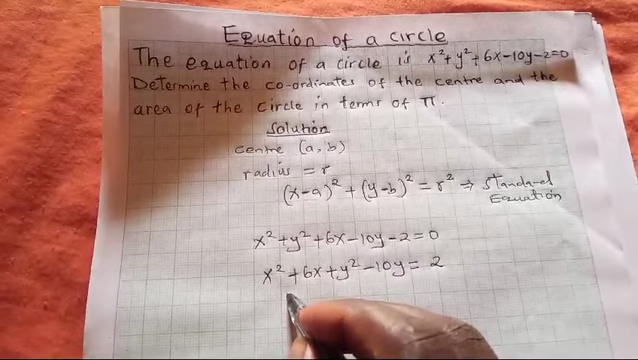 Equation of a circle
The equation of a circle is x²+y²+6x-10y-2=0
Determine the co-ordinates of the centre and the
area of the circle in terms of π.
Solution
centre (a, b)
radius = r
(x-a)² + (y-b)² = r² ⇒ standard
Equation
x² + y² + 6x - 10y - 2 = 0
x² + 6x + y² - 10y = 2